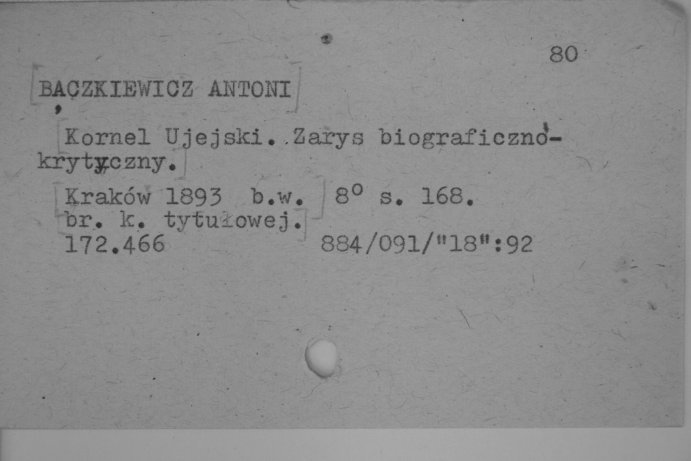 80
[BĄCZKIEWICZ ANTONI]
[Kornel Ujejski. Zarys biograficzno-
krytyczny.]
[Kraków 1893 b.w.] 8° s. 168.
[br. k. tytułowej.]
172.466 884/091/"18":92